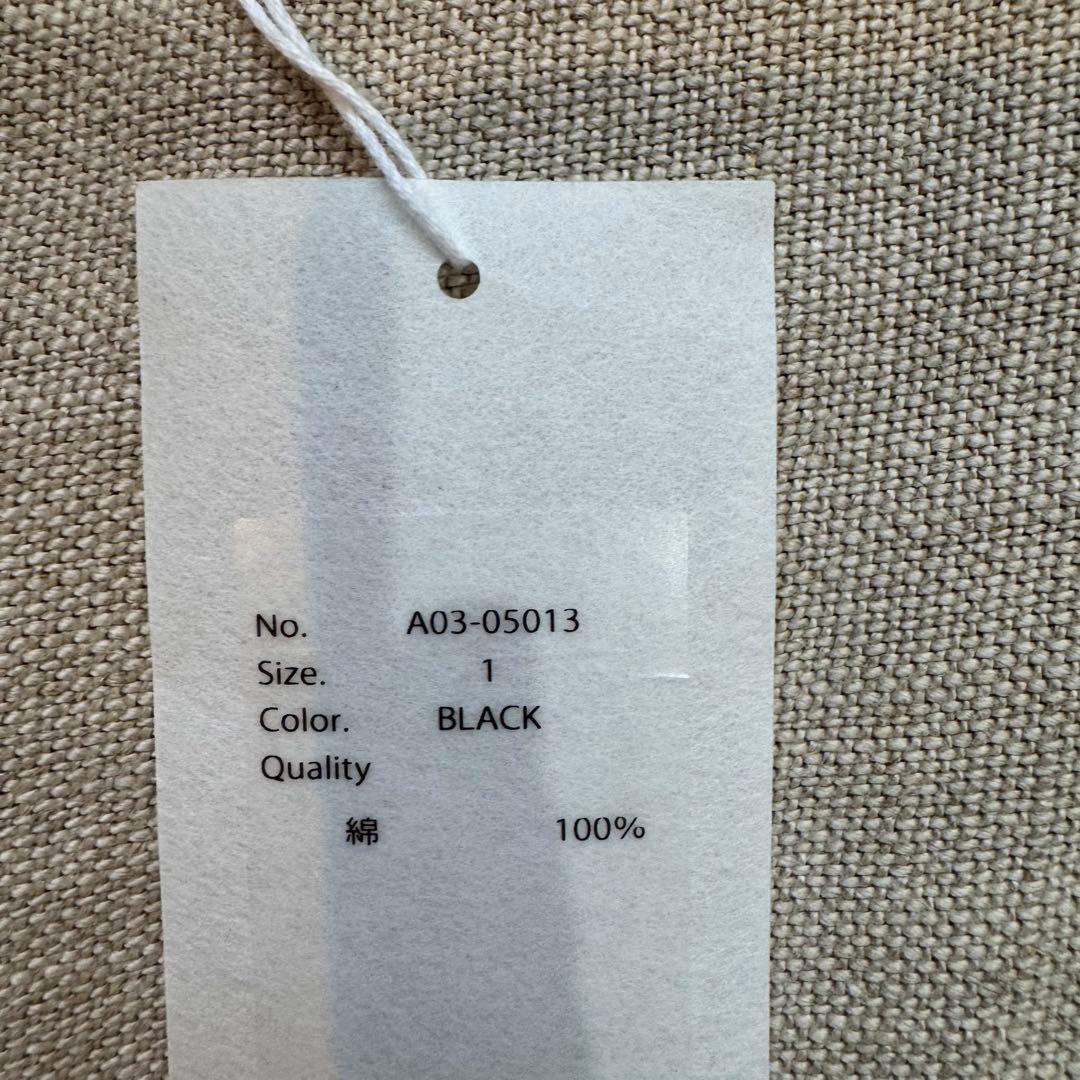 No. A03-05013
Size. 1
Color. BLACK
Quality
綿 100%